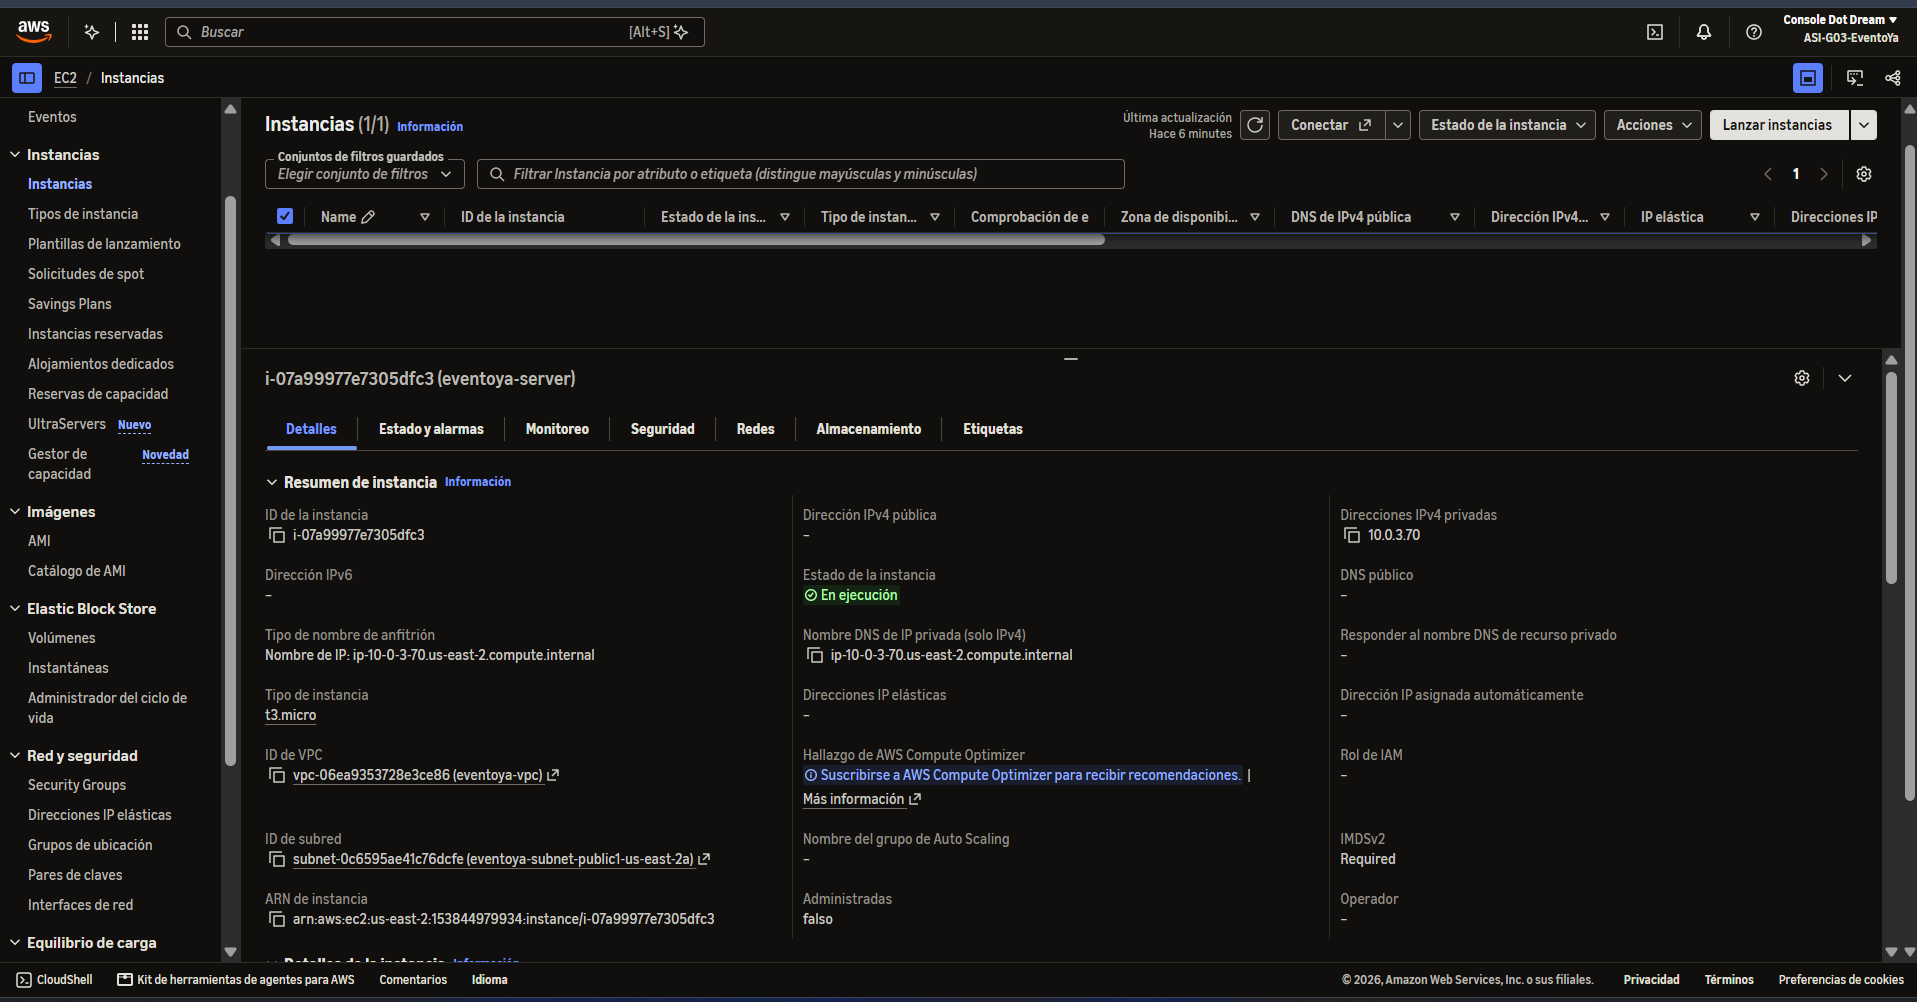 aws
Buscar
[Alt+S]
Console Dot Dream
ASI-G03-EventoYa
EC2 / Instancias
Eventos
Instancias
Instancias
Tipos de instancia
Plantillas de lanzamiento
Solicitudes de spot
Savings Plans
Instancias reservadas
Alojamientos dedicados
Reservas de capacidad
UltraServers Nuevo
Gestor de capacidad Novedad
Imágenes
AMI
Catálogo de AMI
Elastic Block Store
Volúmenes
Instantáneas
Administrador del ciclo de
vida
Red y seguridad
Security Groups
Direcciones IP elásticas
Grupos de ubicación
Pares de claves
Interfaces de red
Equilibrio de carga
Instancias (1/1) Información
Última actualización
Hace 6 minutes
Conectar
Estado de la instancia
Acciones
Lanzar instancias
Conjuntos de filtros guardados
Elegir conjunto de filtros
Filtrar Instancia por atributo o etiqueta (distingue mayúsculas y minúsculas)
1
Name
ID de la instancia
Estado de la ins...
Tipo de instan...
Comprobación de e
Zona de disponibi...
DNS de IPv4 pública
Dirección IPv4...
IP elástica
Direcciones IP
i-07a99977e7305dfc3 (eventoya-server)
Detalles
Estado y alarmas
Monitoreo
Seguridad
Redes
Almacenamiento
Etiquetas
Resumen de instancia Información
ID de la instancia
i-07a99977e7305dfc3
Dirección IPv4 pública
–
Direcciones IPv4 privadas
10.0.3.70
Dirección IPv6
–
Estado de la instancia
En ejecución
DNS público
–
Tipo de nombre de anfitrión
Nombre de IP: ip-10-0-3-70.us-east-2.compute.internal
Nombre DNS de IP privada (solo IPv4)
ip-10-0-3-70.us-east-2.compute.internal
Responder al nombre DNS de recurso privado
–
Tipo de instancia
t3.micro
Direcciones IP elásticas
–
Dirección IP asignada automáticamente
–
ID de VPC
vpc-06ea9353728e3ce86 (eventoya-vpc)
Hallazgo de AWS Compute Optimizer
Suscribirse a AWS Compute Optimizer para recibir recomendaciones. |
Más información
Rol de IAM
–
ID de subred
subnet-0c6595ae41c76dcfe (eventoya-subnet-public1-us-east-2a)
Nombre del grupo de Auto Scaling
–
IMDSv2
Required
ARN de instancia
arn:aws:ec2:us-east-2:153844979934:instance/i-07a99977e7305dfc3
Administradas
falso
Operador
–
Detalles de la instancia Información
CloudShell
Kit de herramientas de agentes para AWS
Comentarios
Idioma
© 2026, Amazon Web Services, Inc. o sus filiales.
Privacidad
Términos
Preferencias de cookies